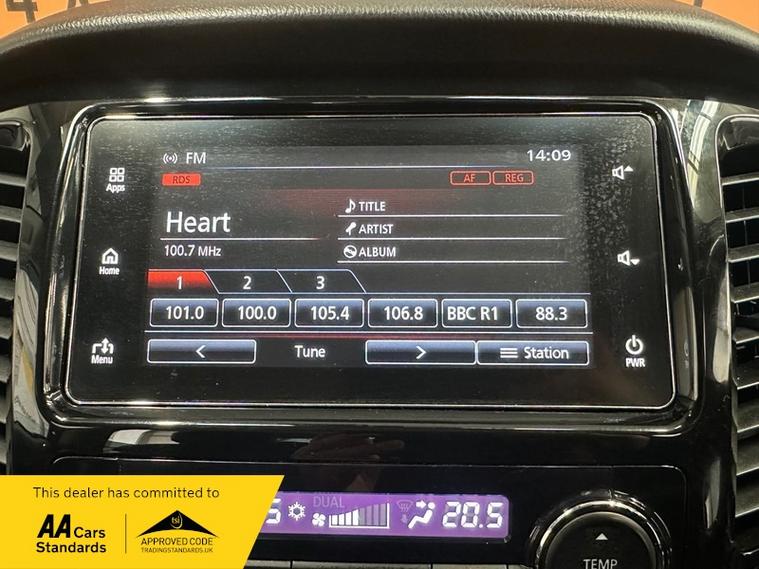 FM
14:09
RDS
AF REG
Apps
Heart
TITLE
100.7 MHz
ARTIST
ALBUM
Home
1 2 3
101.0 100.0 105.4 106.8 BBC R1 88.3
Menu
< Tune > Station
PWR
This dealer has committed to
AA Cars
Standards
tsi
APPROVED CODE
TRADINGSTANDARDS.UK
DUAL
20.5
TEMP